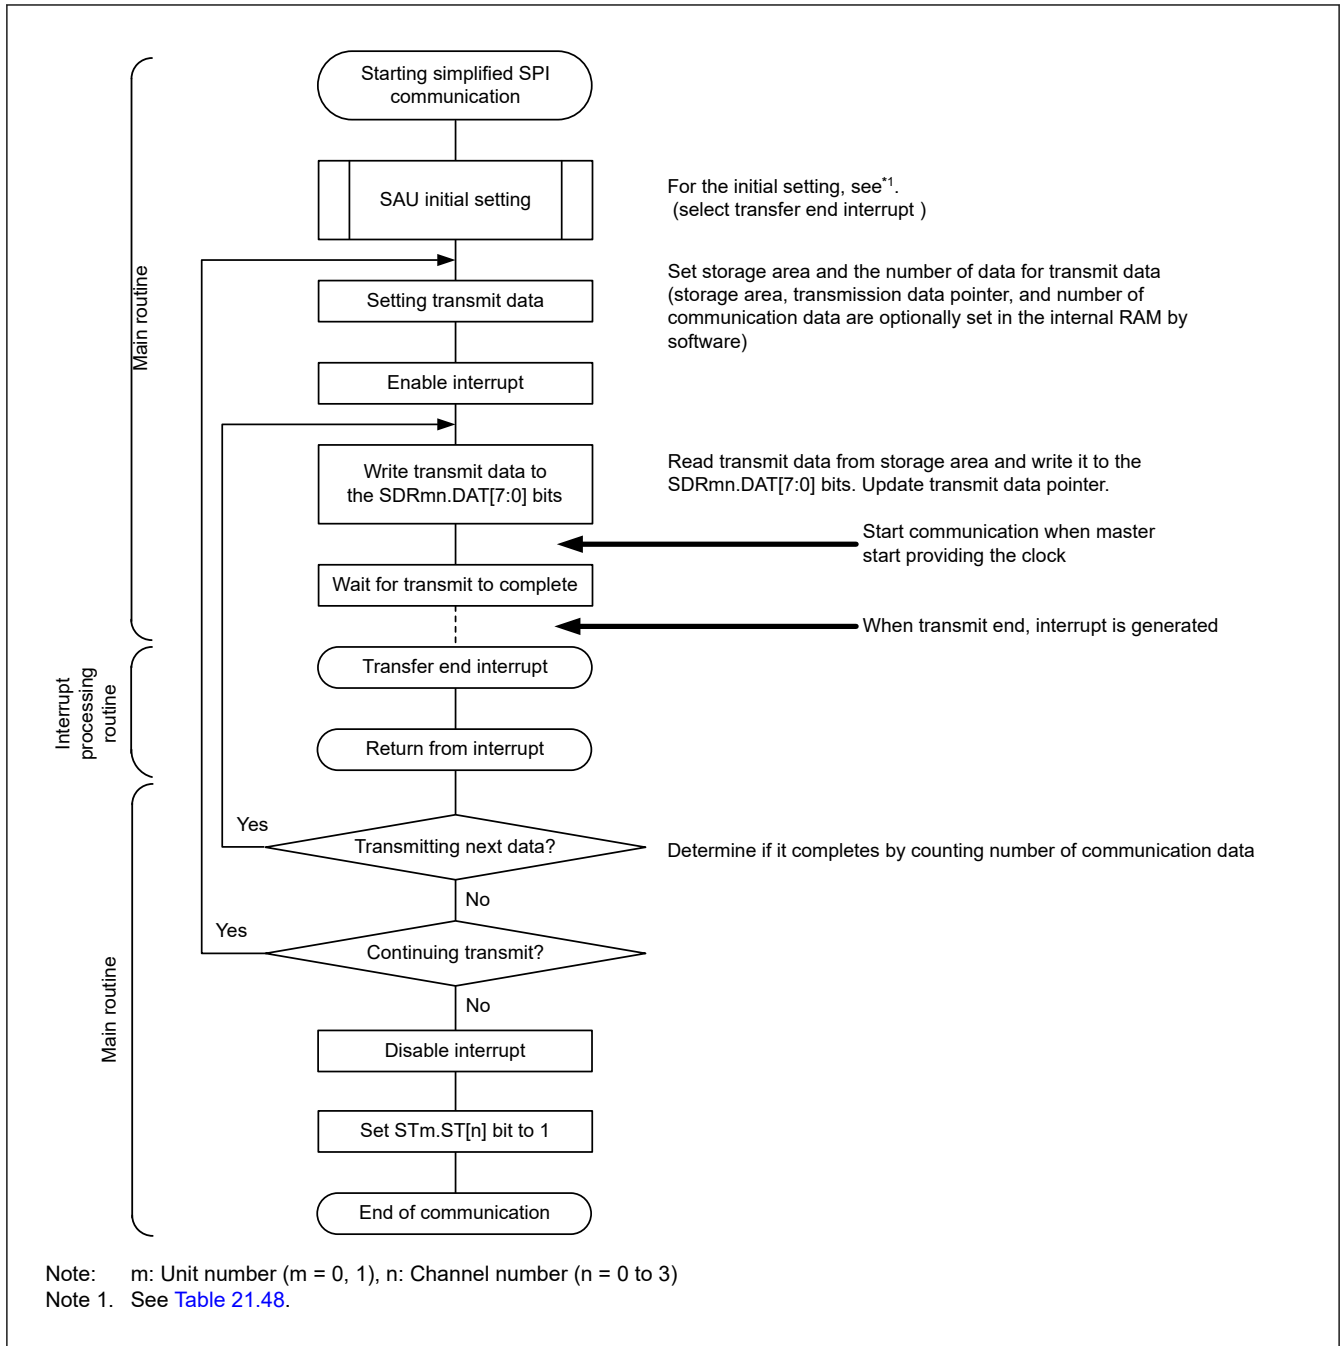 Starting simplified SPI
communication
SAU initial setting
For the initial setting, see*1.
(select transfer end interrupt )
Main routine
Setting transmit data
Set storage area and the number of data for transmit data
(storage area, transmission data pointer, and number of
communication data are optionally set in the internal RAM by
software)
Enable interrupt
Write transmit data to
the SDRmn.DAT[7:0] bits
Read transmit data from storage area and write it to the
SDRmn.DAT[7:0] bits. Update transmit data pointer.
Start communication when master
start providing the clock
Wait for transmit to complete
When transmit end, interrupt is generated
Interrupt
processing
routine
Transfer end interrupt
Return from interrupt
Yes
Transmitting next data?
Determine if it completes by counting number of communication data
No
Yes
Continuing transmit?
No
Main routine
Disable interrupt
Set STm.ST[n] bit to 1
End of communication
Note: m: Unit number (m = 0, 1), n: Channel number (n = 0 to 3)
Note 1. See Table 21.48.